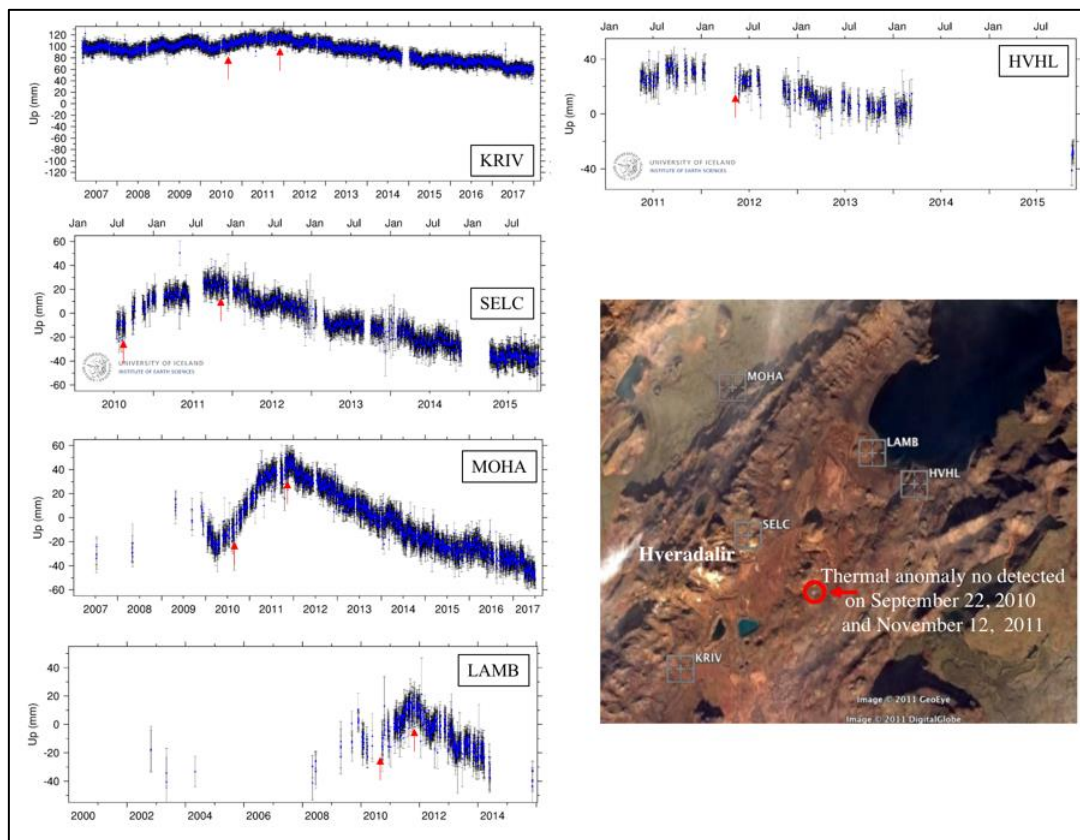 120
100
80
60
40
20
0
-20
-40
-60
-80
-100
-120
Up (mm)
KRIV
2007 2008 2009 2010 2011 2012 2013 2014 2015 2016 2017
Jan Jul Jan Jul Jan Jul Jan Jul Jan Jul Jan Jul
60
40
20
0
-20
-40
-60
Up (mm)
SELC
UNIVERSITY OF ICELAND
INSTITUTE OF EARTH SCIENCES
2010 2011 2012 2013 2014 2015
60
40
20
0
-20
-40
-60
Up (mm)
MOHA
2007 2008 2009 2010 2011 2012 2013 2014 2015 2016 2017
40
20
0
-20
-40
Up (mm)
LAMB
2000 2002 2004 2006 2008 2010 2012 2014
Jan Jul Jan Jul Jan Jul Jan Jul Jan Jul
40
0
-40
Up (mm)
HVHL
UNIVERSITY OF ICELAND
INSTITUTE OF EARTH SCIENCES
2011 2012 2013 2014 2015
MOHA
LAMB
HVHL
SELC
Hveradalir
Thermal anomaly no detected
on September 22, 2010
and November 12, 2011
KRIV
Image © 2011 GeoEye
Image © 2011 DigitalGlobe